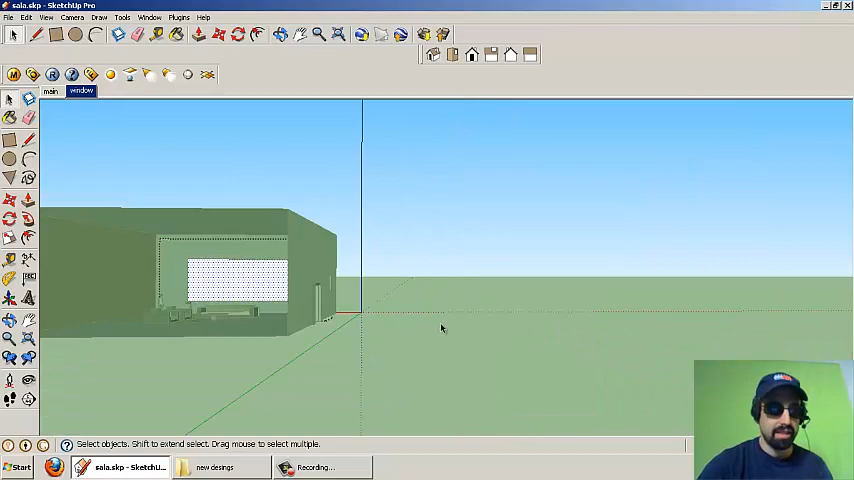 sala.skp - SketchUp Pro
File Edit View Camera Draw Tools Window Plugins Help
main window
Select objects. Shift to extend select. Drag mouse to select multiple.
Start
sala.skp - SketchU...
new desings
Recording...